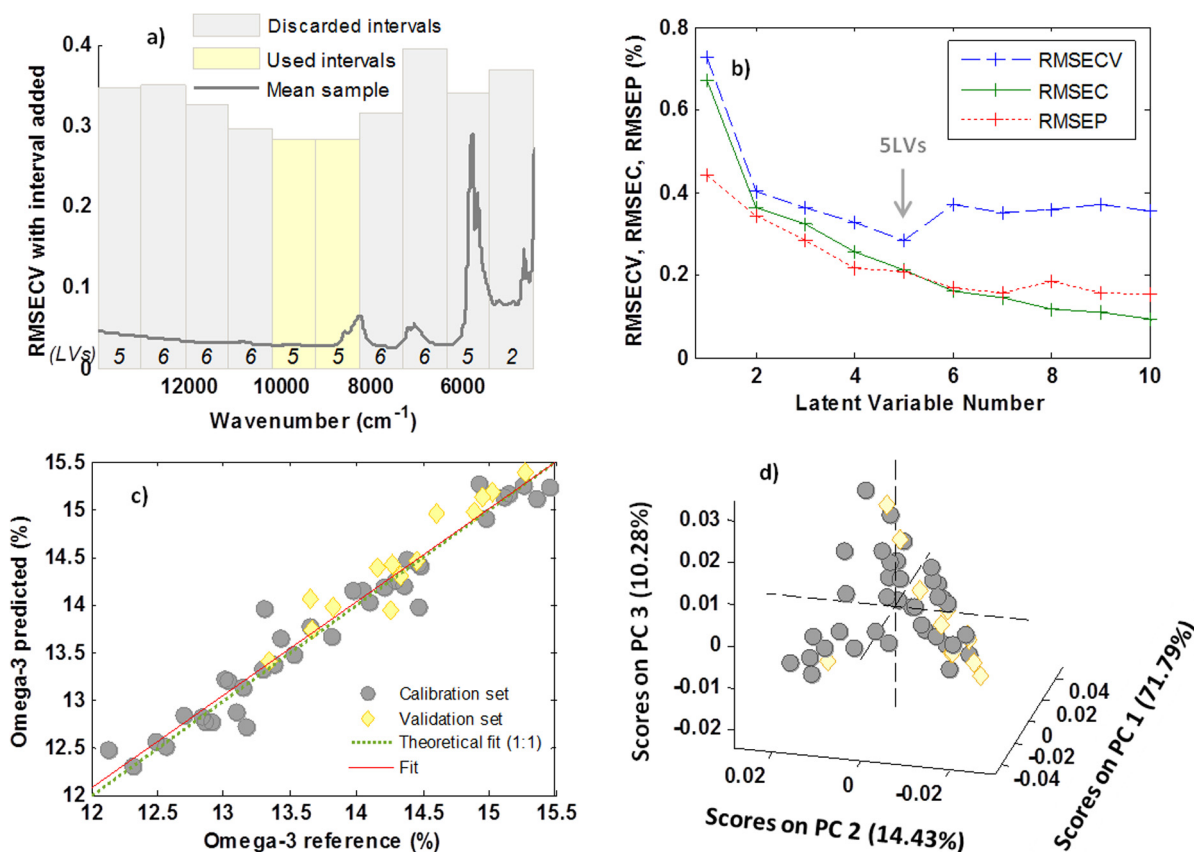 a)
Discarded intervals
Used intervals
Mean sample
RMSECV with interval added
0.4
0.3
0.2
0.1
0
(LVs)
5 6 6 6 5 5 6 6 5 2
12000 10000 8000 6000
Wavenumber (cm⁻¹)
b)
RMSECV
RMSEC
RMSEP
5LVs
RMSECV, RMSEC, RMSEP (%)
0.8
0.6
0.4
0.2
0
2 4 6 8 10
Latent Variable Number
c)
Omega-3 predicted (%)
15.5
15
14.5
14
13.5
13
12.5
12
Calibration set
Validation set
Theoretical fit (1:1)
Fit
12 12.5 13 13.5 14 14.5 15 15.5
Omega-3 reference (%)
d)
Scores on PC 3 (10.28%)
0.03
0.02
0.01
0
-0.01
-0.02
0.02 0 -0.02
Scores on PC 2 (14.43%)
0.04
0.02
0
-0.02
-0.04
Scores on PC 1 (71.79%)